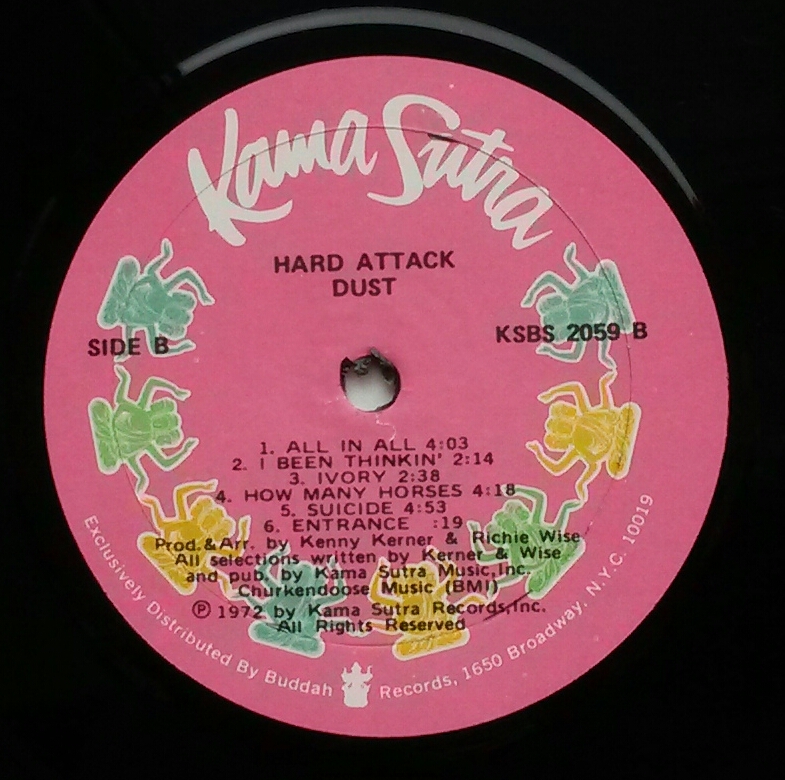 Kama Sutra
HARD ATTACK
DUST
SIDE B
KSBS 2059 B
1. ALL IN ALL 4:03
2. I BEEN THINKIN' 2:14
3. IVORY 2:38
4. HOW MANY HORSES 4:18
5. SUICIDE 4:53
6. ENTRANCE :19
Prod. & Arr. by Kenny Kerner & Richie Wise
All selections written by Kerner & Wise
and pub. by Kama Sutra Music, Inc.
Churkendoose Music (BMI)
℗ 1972 by Kama Sutra Records, Inc.
All Rights Reserved
Exclusively Distributed By Buddah Records, 1650 Broadway, N.Y.C. 10019